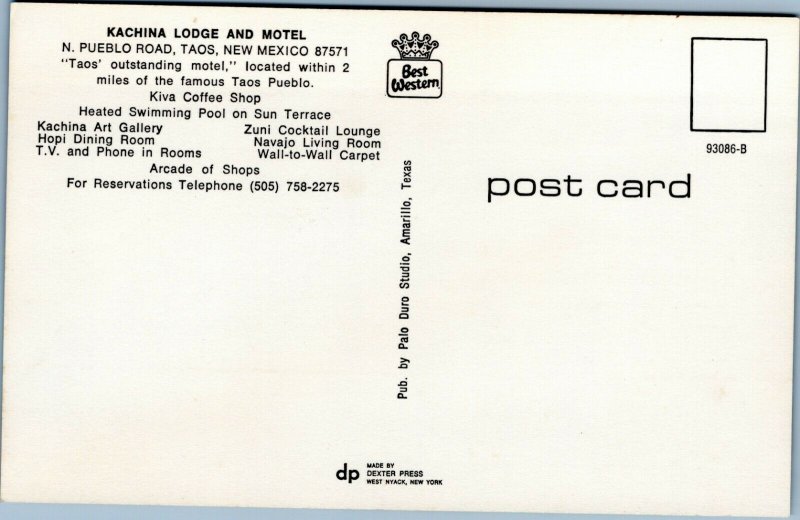 KACHINA LODGE AND MOTEL
N. PUEBLO ROAD, TAOS, NEW MEXICO 87571
"Taos' outstanding motel," located within 2
miles of the famous Taos Pueblo.
Kiva Coffee Shop
Heated Swimming Pool on Sun Terrace
Kachina Art Gallery Zuni Cocktail Lounge
Hopi Dining Room Navajo Living Room
T.V. and Phone in Rooms Wall-to-Wall Carpet
Arcade of Shops
For Reservations Telephone (505) 758-2275
Best
Western
Pub. by Palo Duro Studio, Amarillo, Texas
93086-B
post card
dp
MADE BY
DEXTER PRESS
WEST NYACK, NEW YORK